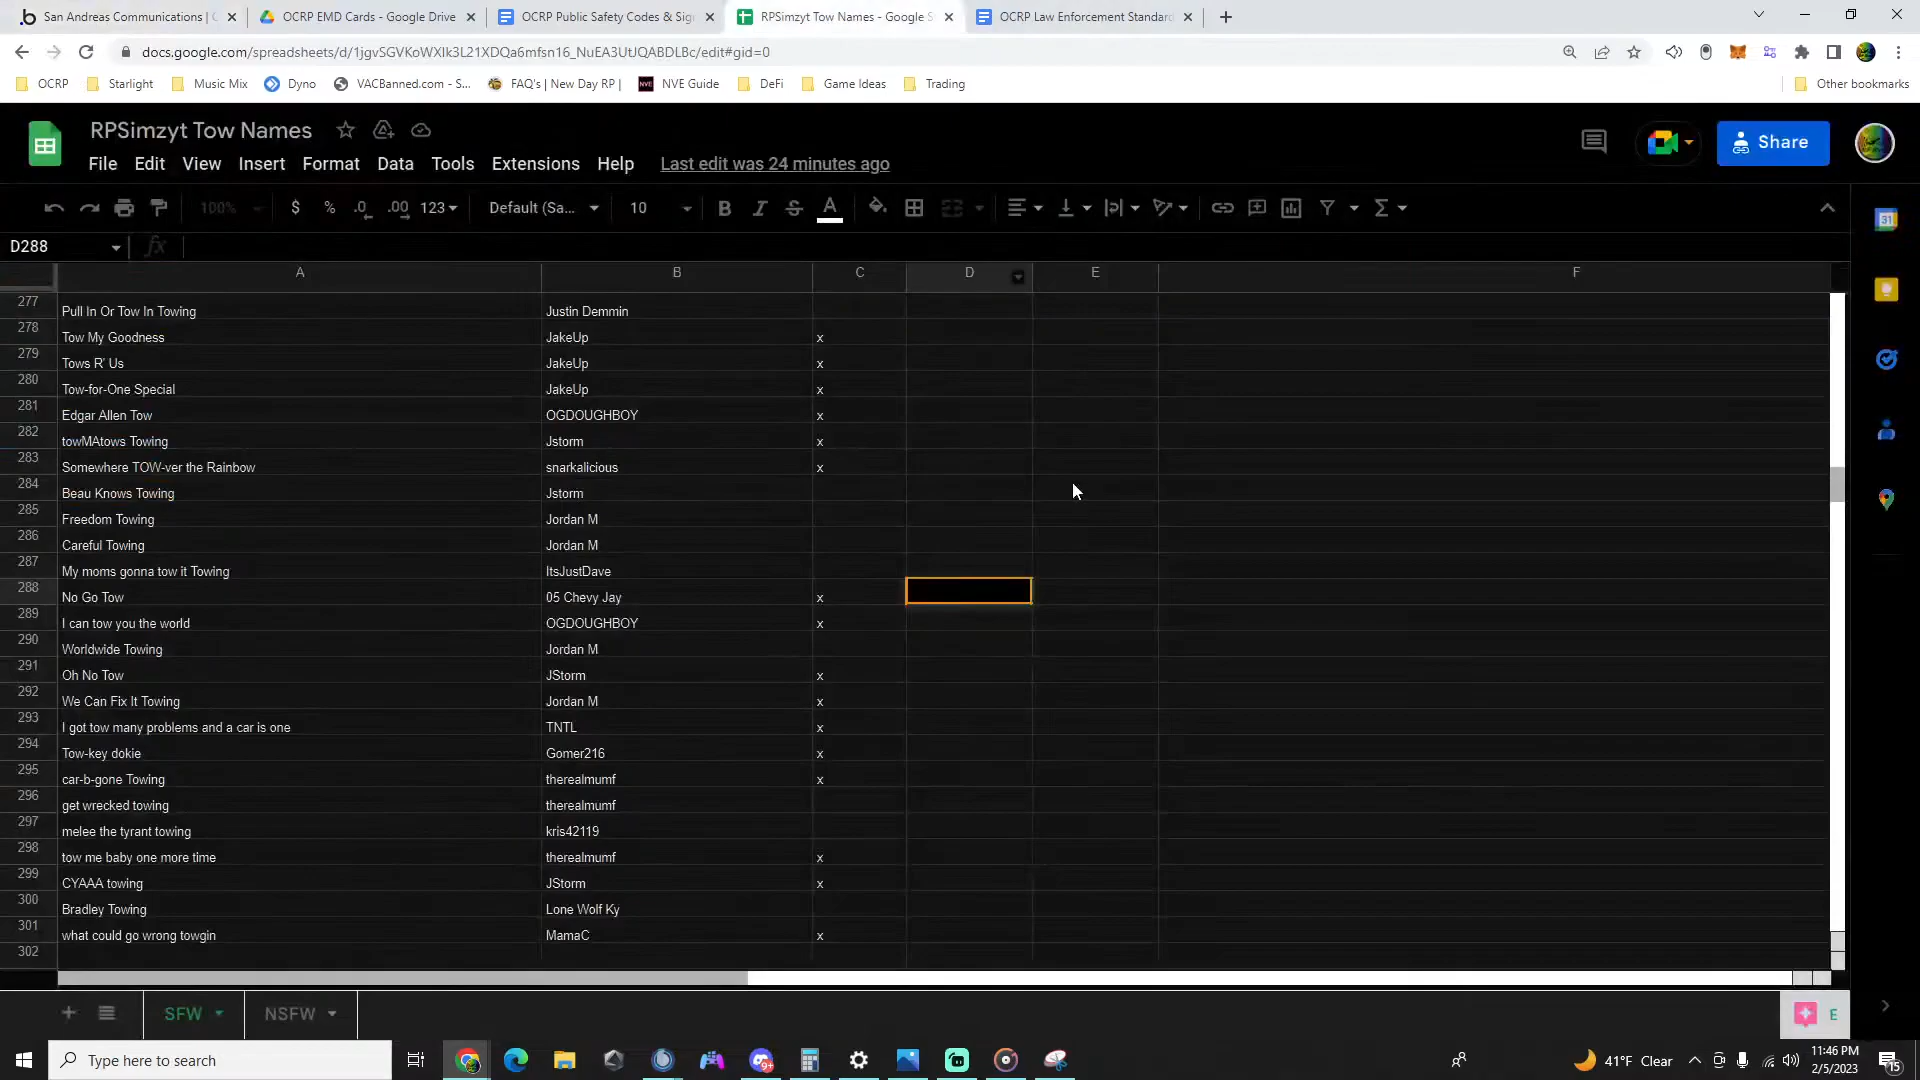 San Andreas Communications | C
OCRP EMD Cards - Google Drive
OCRP Public Safety Codes & Sig
RPSimzyt Tow Names - Google S
OCRP Law Enforcement Standard
docs.google.com/spreadsheets/d/1jgvSGVKoWXIk3L21XDQa6mfsn16_NuEA3UtJQABDLBc/edit#gid=0
OCRP
Starlight
Music Mix
Dyno
VACBanned.com - S...
FAQ's | New Day RP |
NVE Guide
DeFi
Game Ideas
Trading
Other bookmarks
RPSimzyt Tow Names
Share
File Edit View Insert Format Data Tools Extensions Help Last edit was 24 minutes ago
100% $ % .0 .00 123 Default (Sa... 10 B I S A
D288 fx
A B C D E F
277 Pull In Or Tow In Towing Justin Demmin
278 Tow My Goodness JakeUp x
279 Tows R' Us JakeUp x
280 Tow-for-One Special JakeUp x
281 Edgar Allen Tow OGDOUGHBOY x
282 towMAtows Towing Jstorm x
283 Somewhere TOW-ver the Rainbow snarkalicious x
284 Beau Knows Towing Jstorm
285 Freedom Towing Jordan M
286 Careful Towing Jordan M
287 My moms gonna tow it Towing ItsJustDave
288 No Go Tow 05 Chevy Jay x
289 I can tow you the world OGDOUGHBOY x
290 Worldwide Towing Jordan M
291 Oh No Tow JStorm x
292 We Can Fix It Towing Jordan M x
293 I got tow many problems and a car is one TNTL x
294 Tow-key dokie Gomer216 x
295 car-b-gone Towing therealmumf x
296 get wrecked towing therealmumf
297 melee the tyrant towing kris42119
298 tow me baby one more time therealmumf x
299 CYAAA towing JStorm x
300 Bradley Towing Lone Wolf Ky
301 what could go wrong towgin MamaC x
302
SFW NSFW E
Type here to search
41°F Clear
11:46 PM
2/5/2023
15